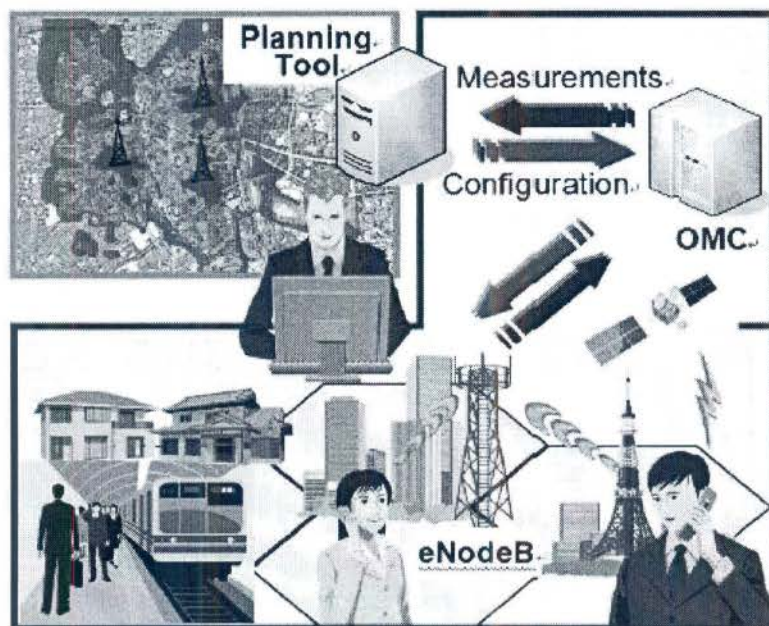 Planning
Tool
Measurements
Configuration
OMC
eNodeB